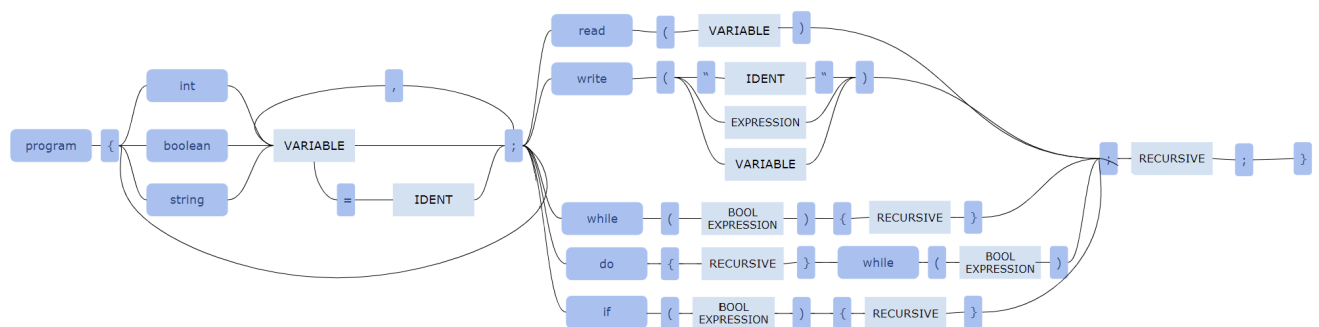 program
{
int
boolean
string
,
VARIABLE
=
IDENT
;
read
(
VARIABLE
)
write
(
“
IDENT
“
)
EXPRESSION
VARIABLE
while
(
BOOL
EXPRESSION
)
{
RECURSIVE
}
do
{
RECURSIVE
}
while
(
BOOL
EXPRESSION
)
if
(
BOOL
EXPRESSION
)
{
RECURSIVE
}
;
RECURSIVE
;
}